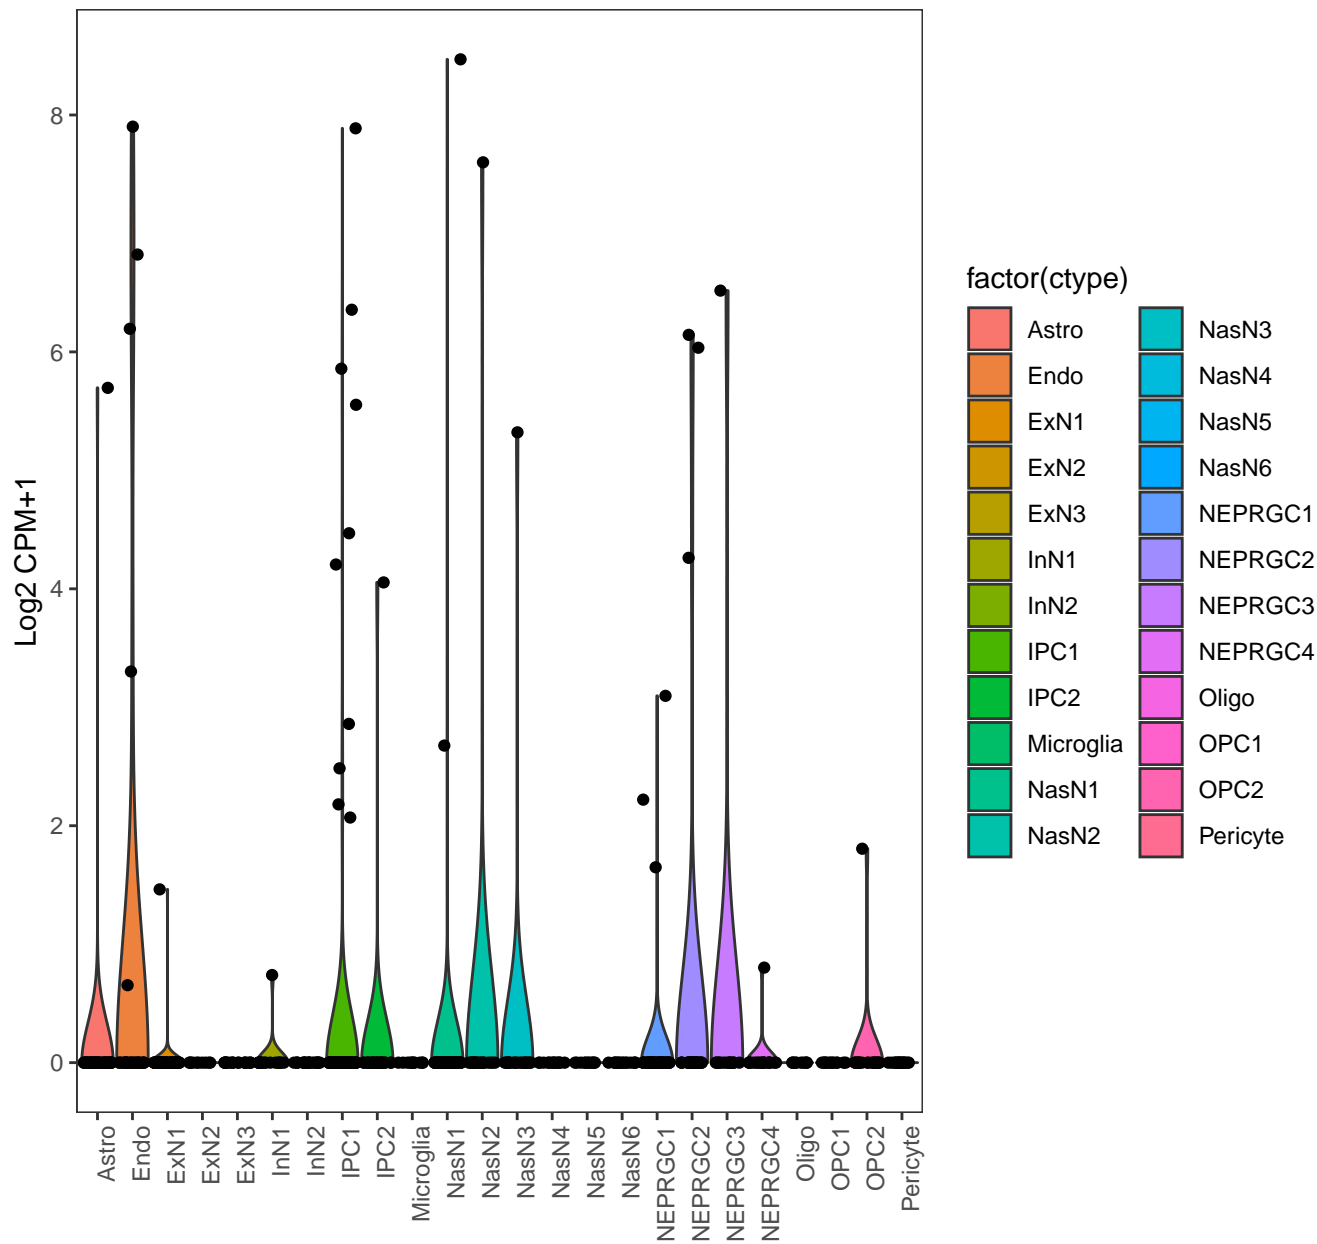 8
6
4
2
0
Log2 CPM+1
Astro
Endo
ExN1
ExN2
ExN3
InN1
InN2
IPC1
IPC2
Microglia
NasN1
NasN2
NasN3
NasN4
NasN5
NasN6
NEPRGC1
NEPRGC2
NEPRGC3
NEPRGC4
Oligo
OPC1
OPC2
Pericyte
factor(ctype)
Astro
Endo
ExN1
ExN2
ExN3
InN1
InN2
IPC1
IPC2
Microglia
NasN1
NasN2
NasN3
NasN4
NasN5
NasN6
NEPRGC1
NEPRGC2
NEPRGC3
NEPRGC4
Oligo
OPC1
OPC2
Pericyte